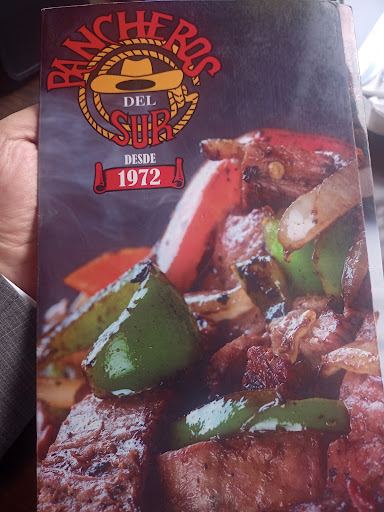 RANCHEROS
DEL
SUR
DESDE
1972